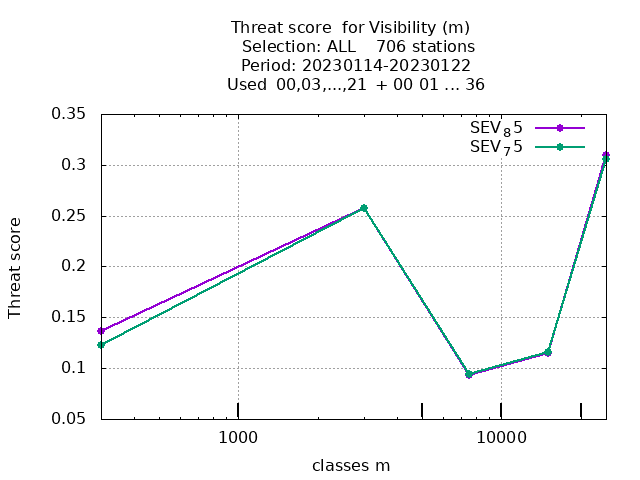 Threat score for Visibility (m)
Selection: ALL 706 stations
Period: 20230114-20230122
Used 00,03,...,21 + 00 01 ... 36
SEV₈5
SEV₇5
0.35
0.3
0.25
0.2
0.15
0.1
0.05
Threat score
1000 10000
classes m